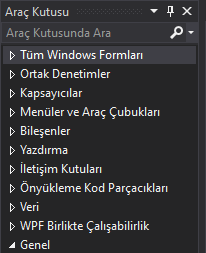 Araç Kutusu
Araç Kutusunda Ara
Tüm Windows Formları
Ortak Denetimler
Kapsayıcılar
Menüler ve Araç Çubukları
Bileşenler
Yazdırma
İletişim Kutuları
Önyükleme Kod Parçacıkları
Veri
WPF Birlikte Çalışabilirlik
Genel